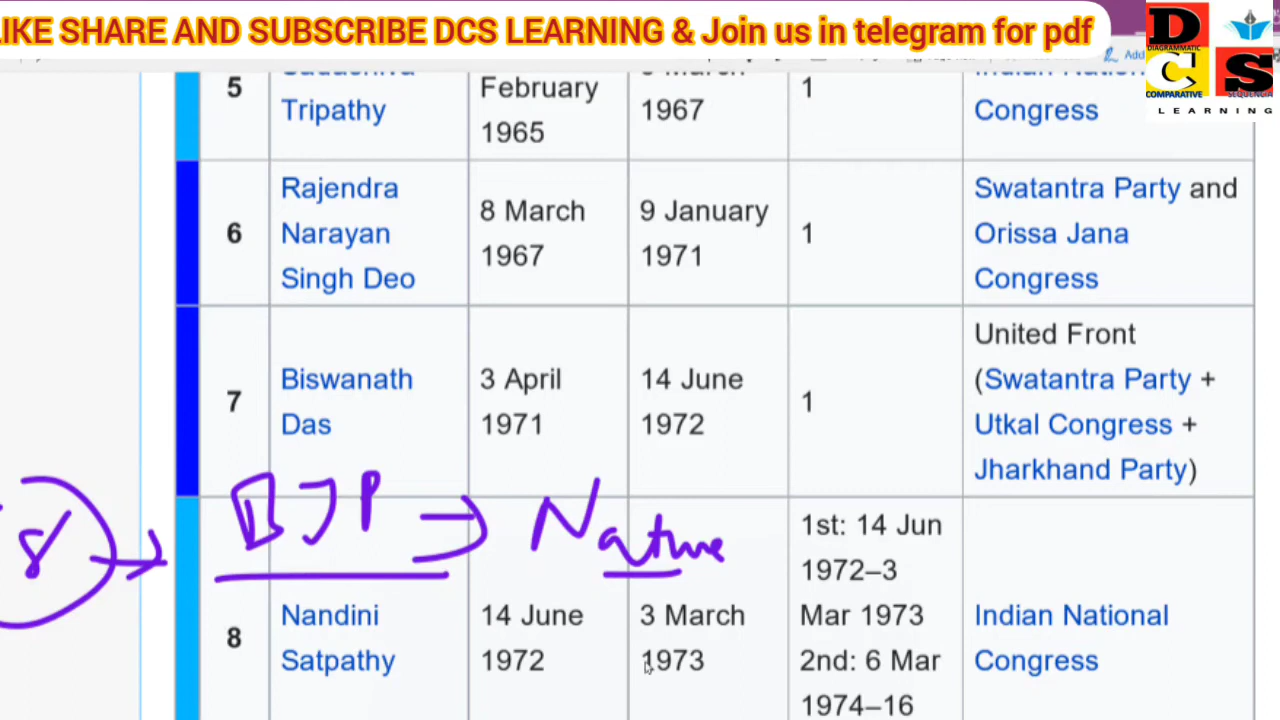 LIKE SHARE AND SUBSCRIBE DCS LEARNING & Join us in telegram for pdf
D
DIAGRAMMATIC
C S
COMPARATIVE
LEARNING
Add
5
Tripathy
February
1965
1967
1
Congress
6
Rajendra
Narayan
Singh Deo
8 March
1967
9 January
1971
1
Swatantra Party and
Orissa Jana
Congress
7
Biswanath
Das
3 April
1971
14 June
1972
1
United Front
(Swatantra Party +
Utkal Congress +
Jharkhand Party)
8 → BJP → Nature
8
Nandini
Satpathy
14 June
1972
3 March
1973
1st: 14 Jun
1972–3
Mar 1973
2nd: 6 Mar
1974–16
Indian National
Congress